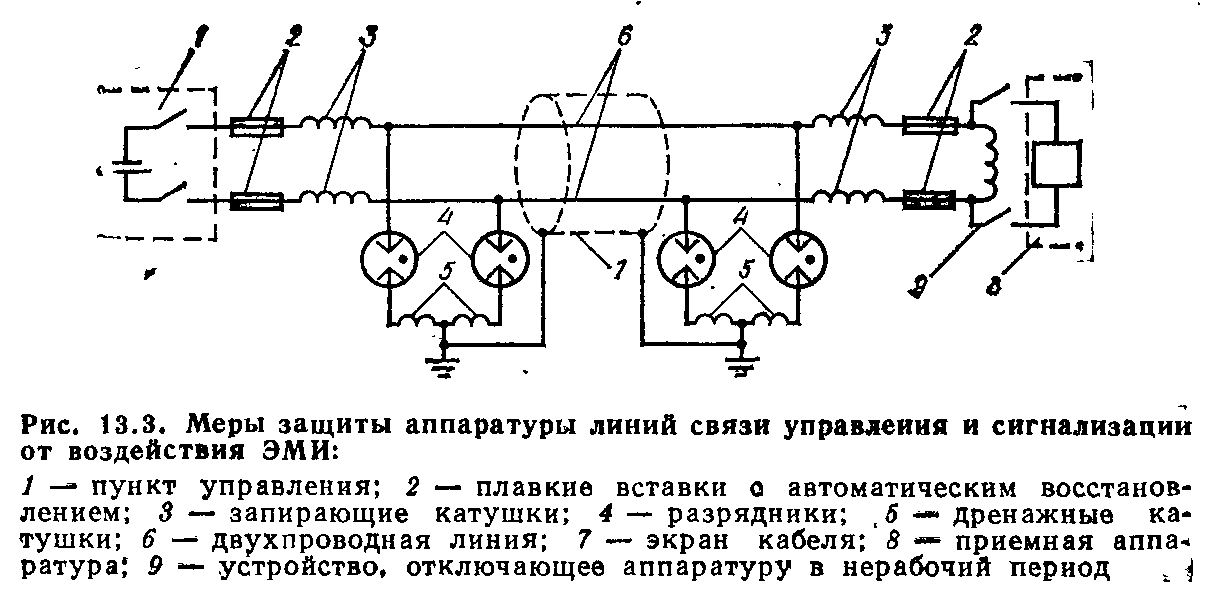 1 2 3 6 3 2
4 4
5 7 5 9 8
Рис. 13.3. Меры защиты аппаратуры линий связи управления и сигнализации
от воздействия ЭМИ:
1 — пункт управления; 2 — плавкие вставки с автоматическим восстанов-
лением; 3 — запирающие катушки; 4 — разрядники; 5 — дренажные ка-
тушки; 6 — двухпроводная линия; 7 — экран кабеля; 8 — приемная аппа-
ратура; 9 — устройство, отключающее аппаратуру в нерабочий период